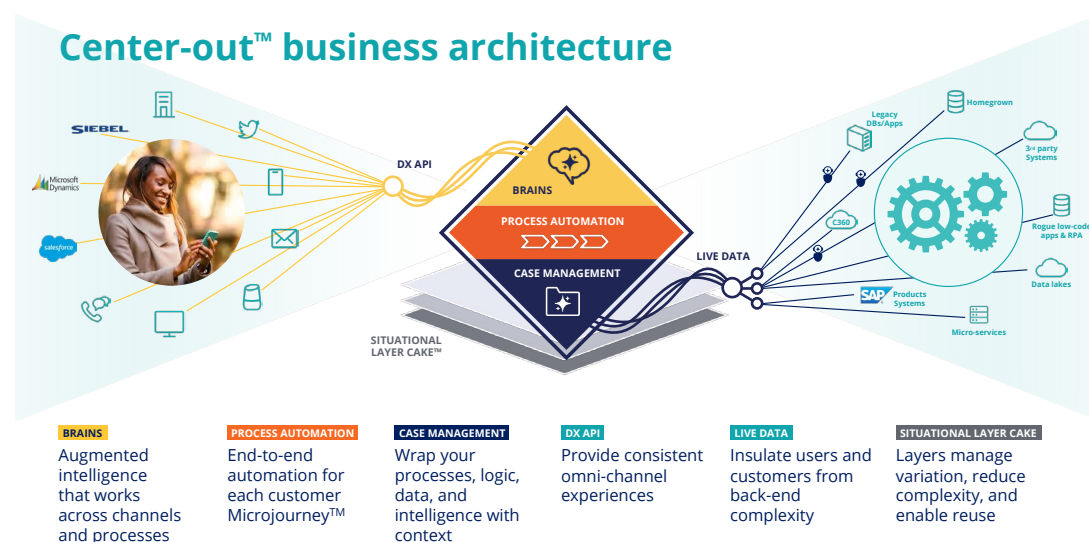 Center-out™ business architecture
SIEBEL
Microsoft
Dynamics
salesforce
DX API
BRAINS
PROCESS AUTOMATION
CASE MANAGEMENT
SITUATIONAL
LAYER CAKE™
LIVE DATA
Legacy
DBs/Apps
Homegrown
3rd party
Systems
C360
Rogue low-code
apps & RPA
Data lakes
SAP
Products
Systems
Micro-services
BRAINS
Augmented
intelligence
that works
across channels
and processes
PROCESS AUTOMATION
End-to-end
automation for
each customer
Microjourney™
CASE MANAGEMENT
Wrap your
processes, logic,
data, and
intelligence with
context
DX API
Provide consistent
omni-channel
experiences
LIVE DATA
Insulate users and
customers from
back-end
complexity
SITUATIONAL LAYER CAKE
Layers manage
variation, reduce
complexity, and
enable reuse